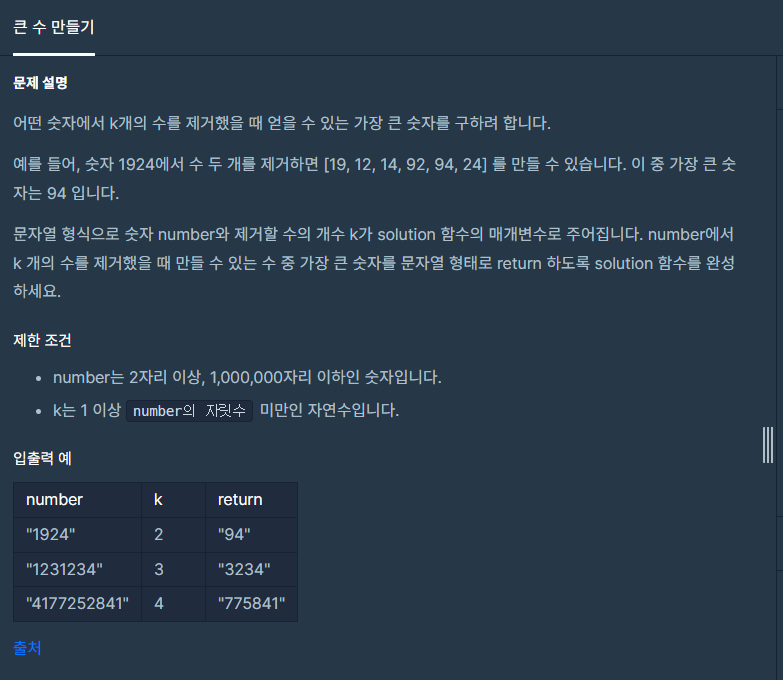 큰 수 만들기
문제 설명
어떤 숫자에서 k개의 수를 제거했을 때 얻을 수 있는 가장 큰 숫자를 구하려 합니다.
예를 들어, 숫자 1924에서 수 두 개를 제거하면 [19, 12, 14, 92, 94, 24] 를 만들 수 있습니다. 이 중 가장 큰 숫
자는 94 입니다.
문자열 형식으로 숫자 number와 제거할 수의 개수 k가 solution 함수의 매개변수로 주어집니다. number에서
k 개의 수를 제거했을 때 만들 수 있는 수 중 가장 큰 숫자를 문자열 형태로 return 하도록 solution 함수를 완성
하세요.
제한 조건
• number는 2자리 이상, 1,000,000자리 이하인 숫자입니다.
• k는 1 이상 number의 자릿수 미만인 자연수입니다.
입출력 예
number k return
"1924" 2 "94"
"1231234" 3 "3234"
"4177252841" 4 "775841"
출처